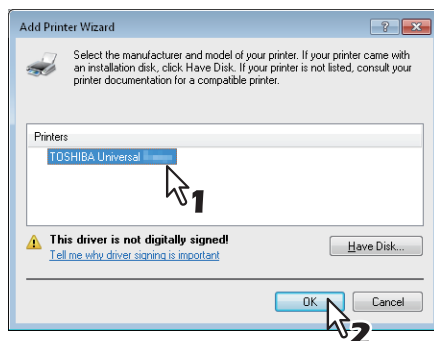 Add Printer Wizard
Select the manufacturer and model of your printer. If your printer came with
an installation disk, click Have Disk. If your printer is not listed, consult your
printer documentation for a compatible printer.
Printers
TOSHIBA Universal
1
This driver is not digitally signed!
Tell me why driver signing is important
Have Disk...
OK
Cancel
2